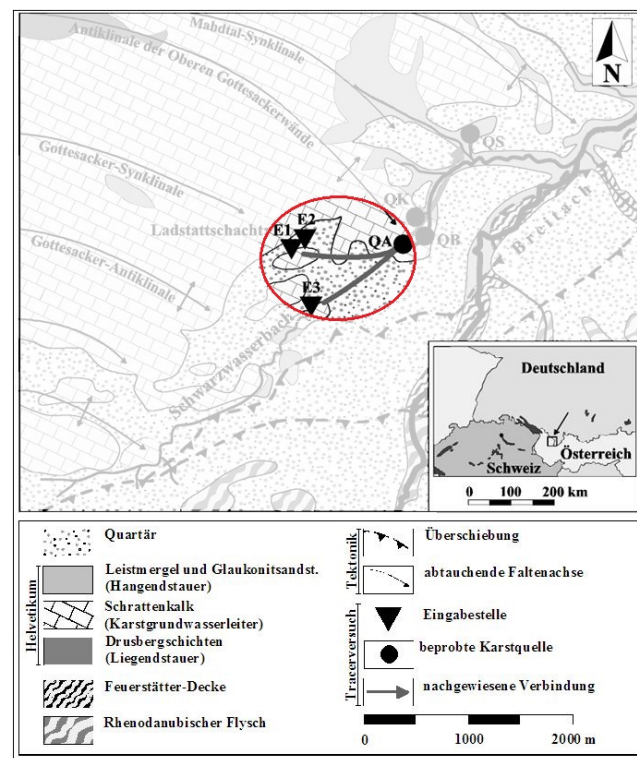 Mahdtal-Synklinale
Antiklinale der Oberen Gottesackerwände
N
Gottesacker-Synklinale
QS
Ladstattschacht
E1
E2
QK
QA
QB
Breitach
Gottesacker-Antiklinale
E3
Schwarzwasserbach
Deutschland
Österreich
Schweiz
0 100 200 km
Quartär
Helvetikum
Leistmergel und Glaukonitsandst.
(Hangendstauer)
Schrattenkalk
(Karstgrundwasserleiter)
Drusbergschichten
(Liegendstauer)
Feuerstätter-Decke
Rhenodanubischer Flysch
Tektonik
Überschiebung
abtauchende Faltenachse
Tracerversuch
Eingabestelle
beprobte Karstquelle
nachgewiesene Verbindung
0 1000 2000 m